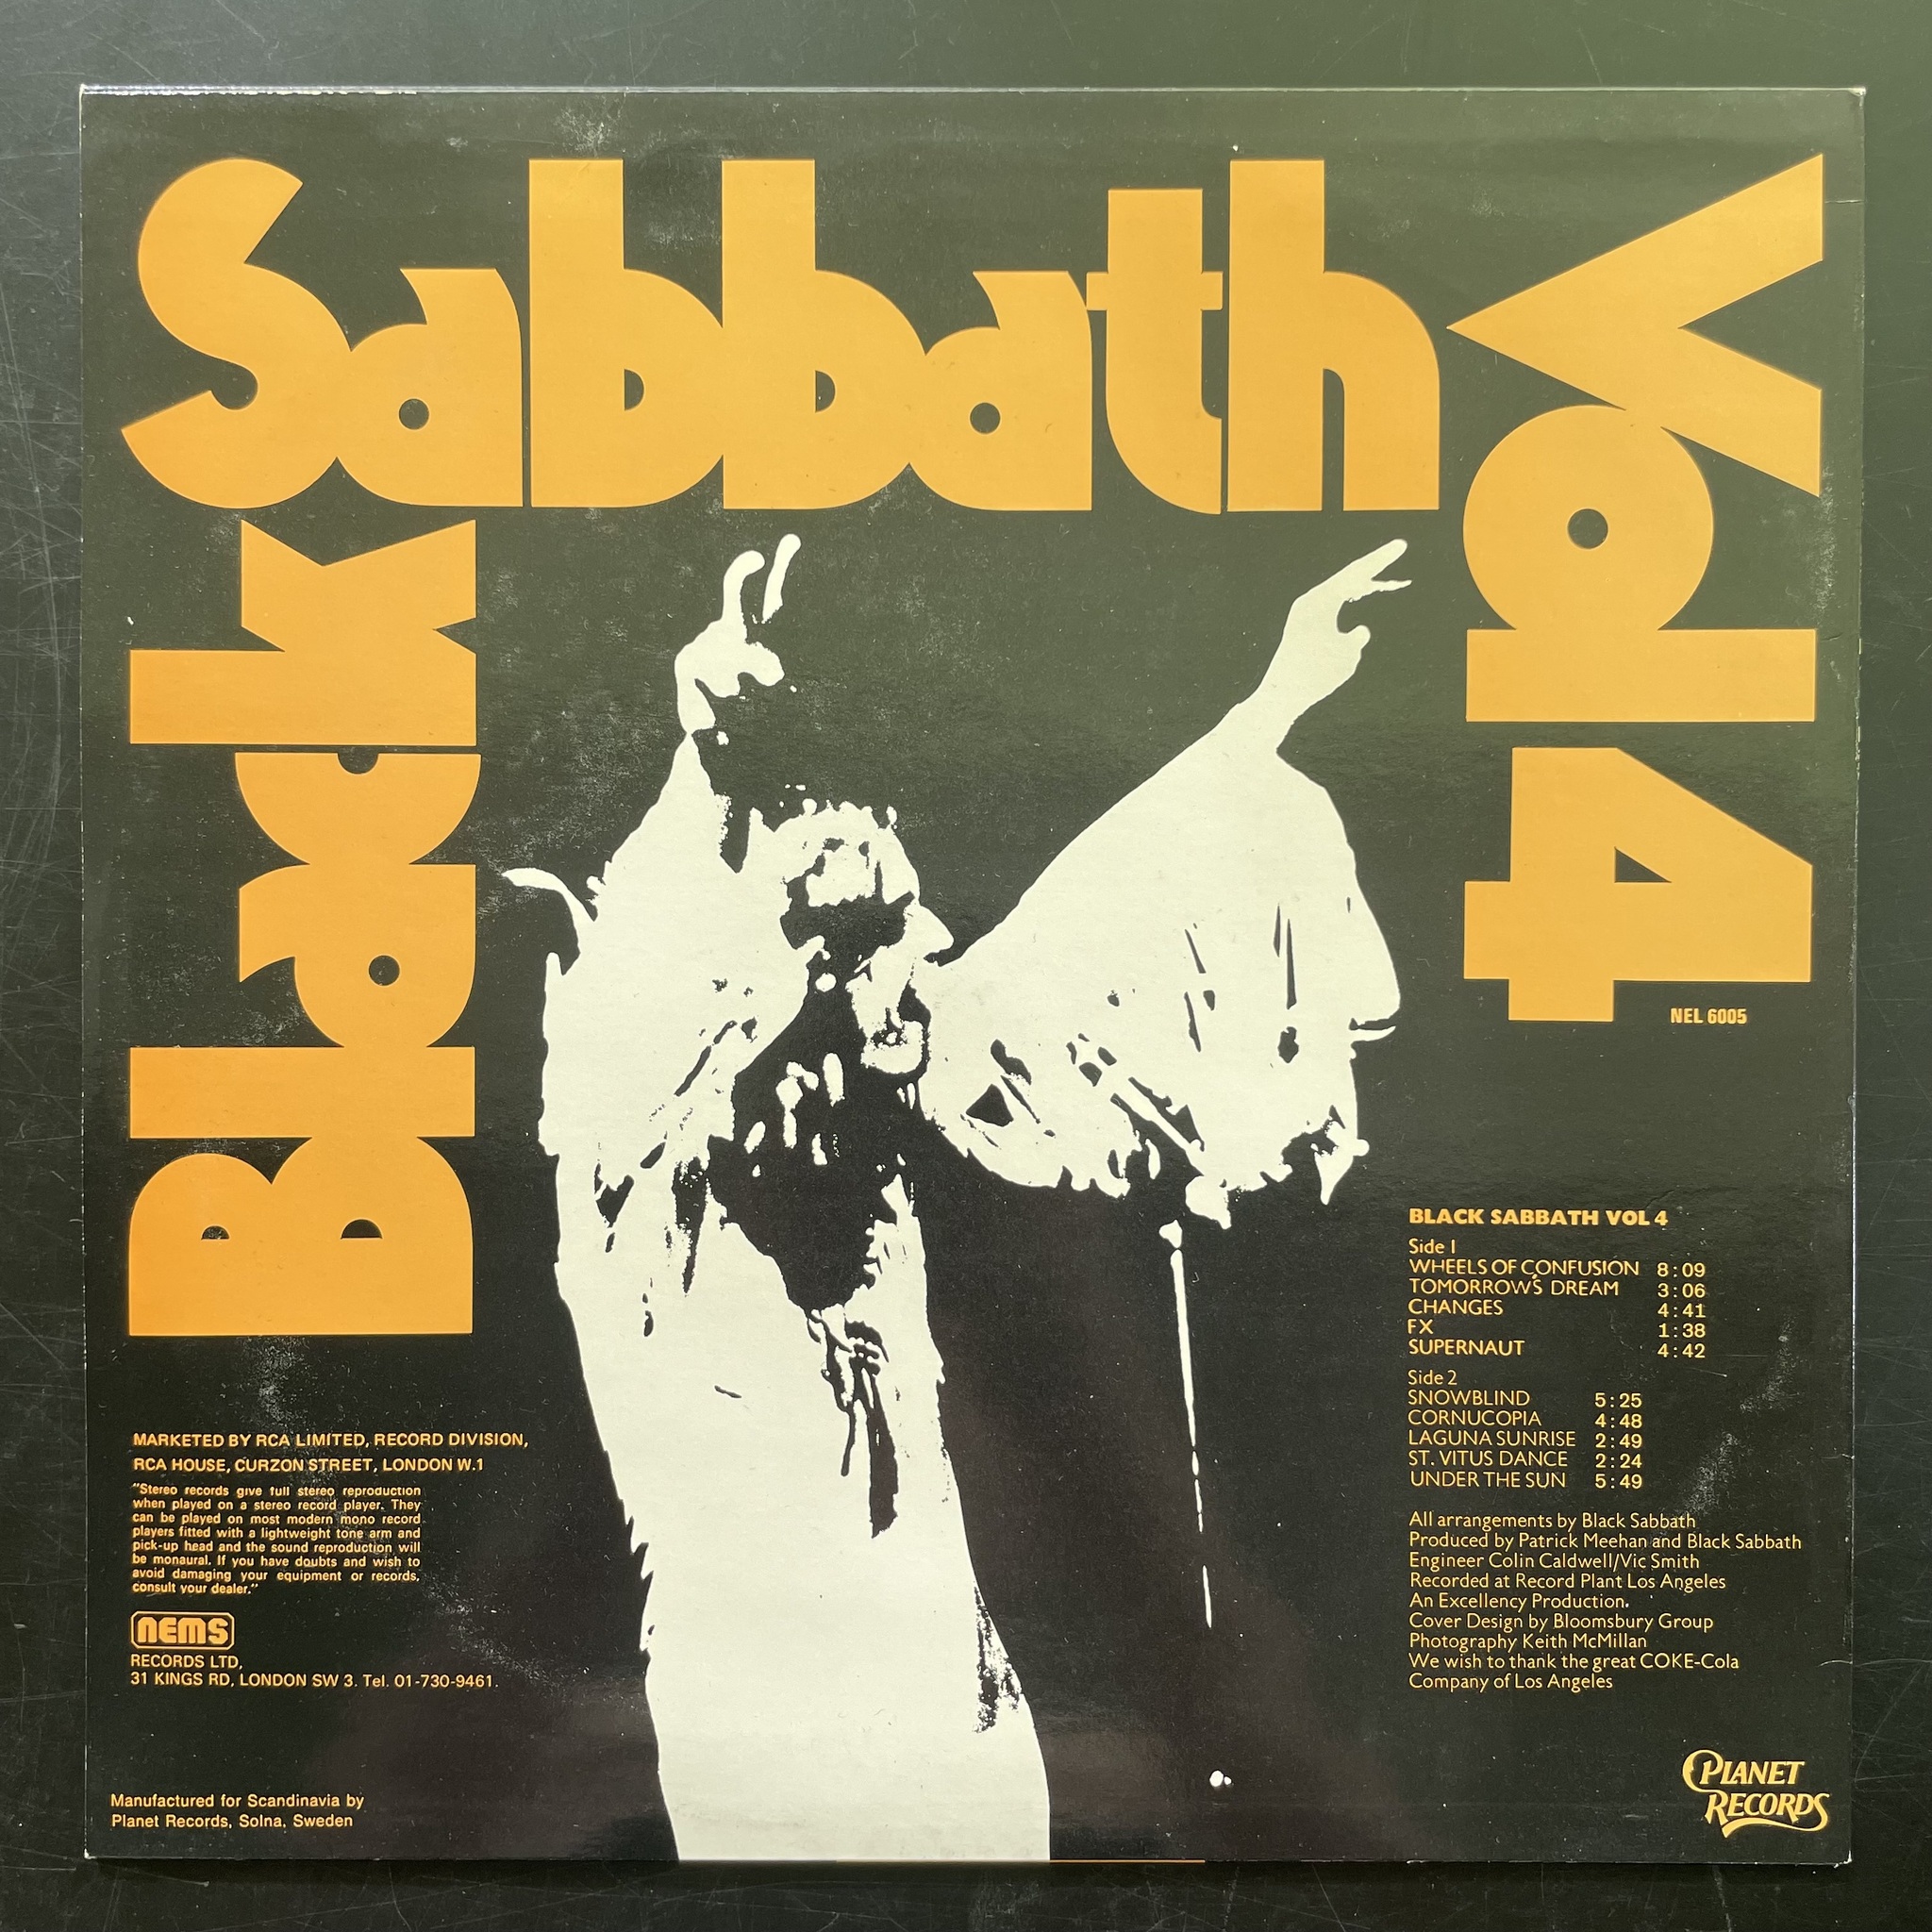 Black Sabbath Vol 4
NEL 6005
BLACK SABBATH VOL 4
Side 1
WHEELS OF CONFUSION 8:09
TOMORROW'S DREAM 3:06
CHANGES 4:41
FX 1:38
SUPERNAUT 4:42
Side 2
SNOWBLIND 5:25
CORNUCOPIA 4:48
LAGUNA SUNRISE 2:49
ST. VITUS DANCE 2:24
UNDER THE SUN 5:49
All arrangements by Black Sabbath
Produced by Patrick Meehan and Black Sabbath
Engineer Colin Caldwell/Vic Smith
Recorded at Record Plant Los Angeles
An Excellency Production.
Cover Design by Bloomsbury Group
Photography Keith McMillan
We wish to thank the great COKE-Cola
Company of Los Angeles
MARKETED BY RCA LIMITED, RECORD DIVISION,
RCA HOUSE, CURZON STREET, LONDON W.1
"Stereo records give full stereo reproduction
when played on a stereo record player. They
can be played on most modern mono record
players fitted with a lightweight tone arm and
pick-up head and the sound reproduction will
be monaural. If you have doubts and wish to
avoid damaging your equipment or records,
consult your dealer."
nems
RECORDS LTD,
31 KINGS RD, LONDON SW 3. Tel. 01-730-9461.
Manufactured for Scandinavia by
Planet Records, Solna, Sweden
PLANET
RECORDS